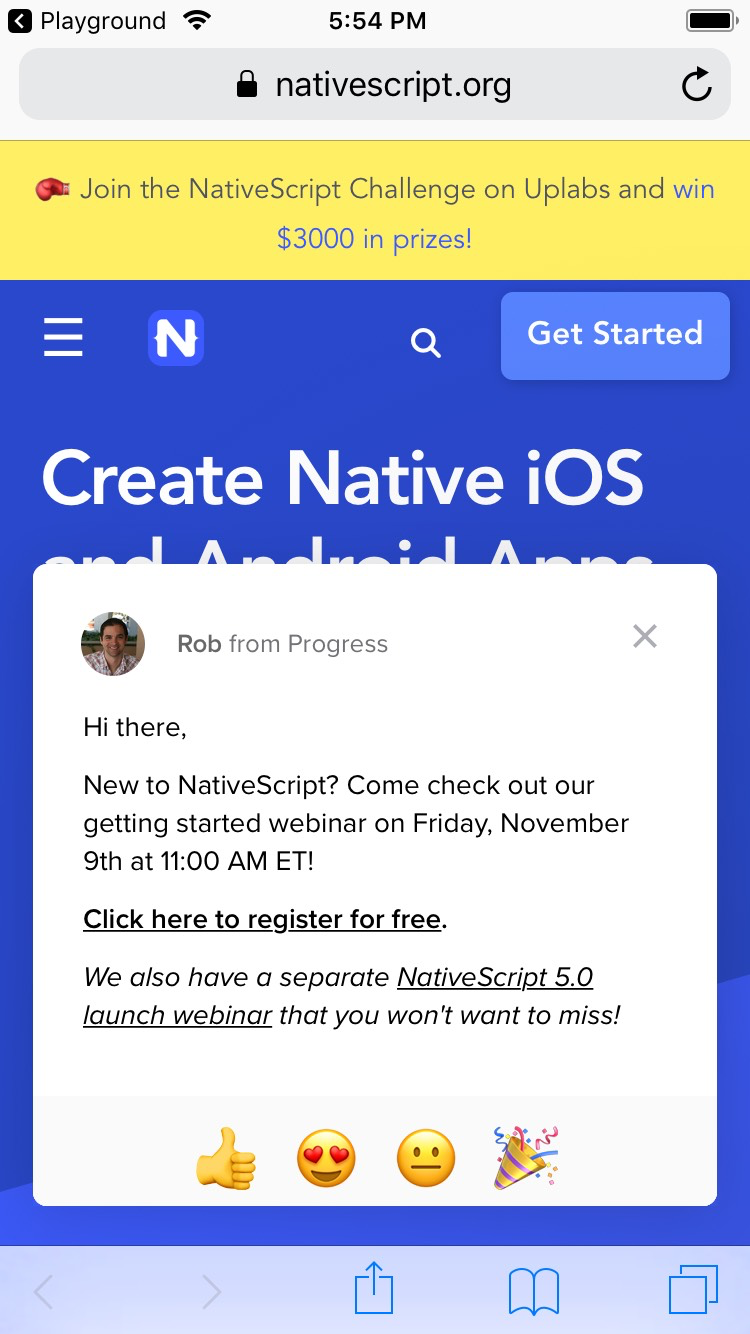 Playground
5:54 PM
nativescript.org
Join the NativeScript Challenge on Uplabs and win
$3000 in prizes!
N
Get Started
Create Native iOS
and Android Apps
Rob from Progress
Hi there,
New to NativeScript? Come check out our
getting started webinar on Friday, November
9th at 11:00 AM ET!
Click here to register for free.
We also have a separate NativeScript 5.0
launch webinar that you won't want to miss!